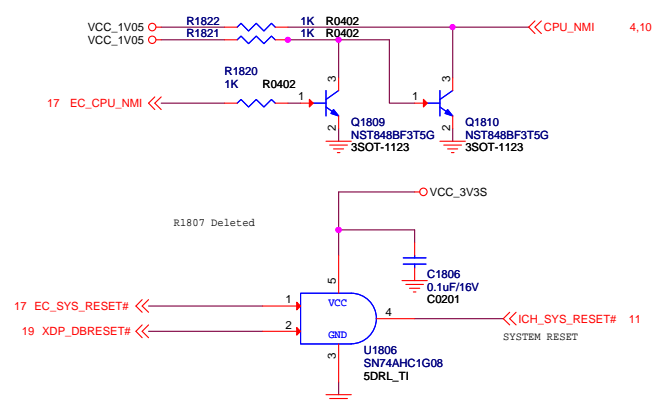 VCC_1V05 R1822 1K R0402 CPU_NMI 4,10
VCC_1V05 R1821 1K R0402
R1820
1K R0402
3 3
17 EC_CPU_NMI 1 1
2 2
Q1809 Q1810
NST848BF3T5G NST848BF3T5G
3SOT-1123 3SOT-1123
VCC_3V3S
R1807 Deleted
C1806
0.1uF/16V
C0201
5
17 EC_SYS_RESET# 1 VCC
4 ICH_SYS_RESET# 11
19 XDP_DBRESET# 2 GND
SYSTEM RESET
3
U1806
SN74AHC1G08
5DRL_TI